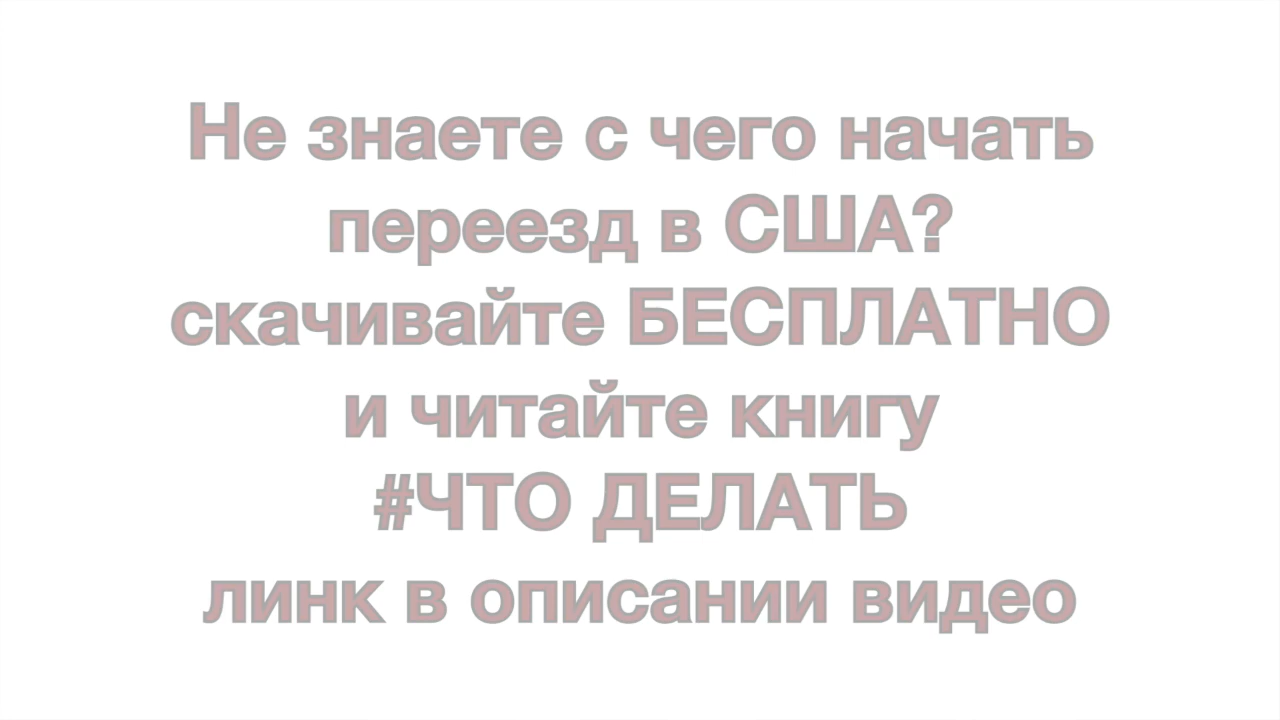 Не знаете с чего начать
переезд в США?
скачивайте БЕСПЛАТНО
и читайте книгу
#ЧТО ДЕЛАТЬ
линк в описании видео